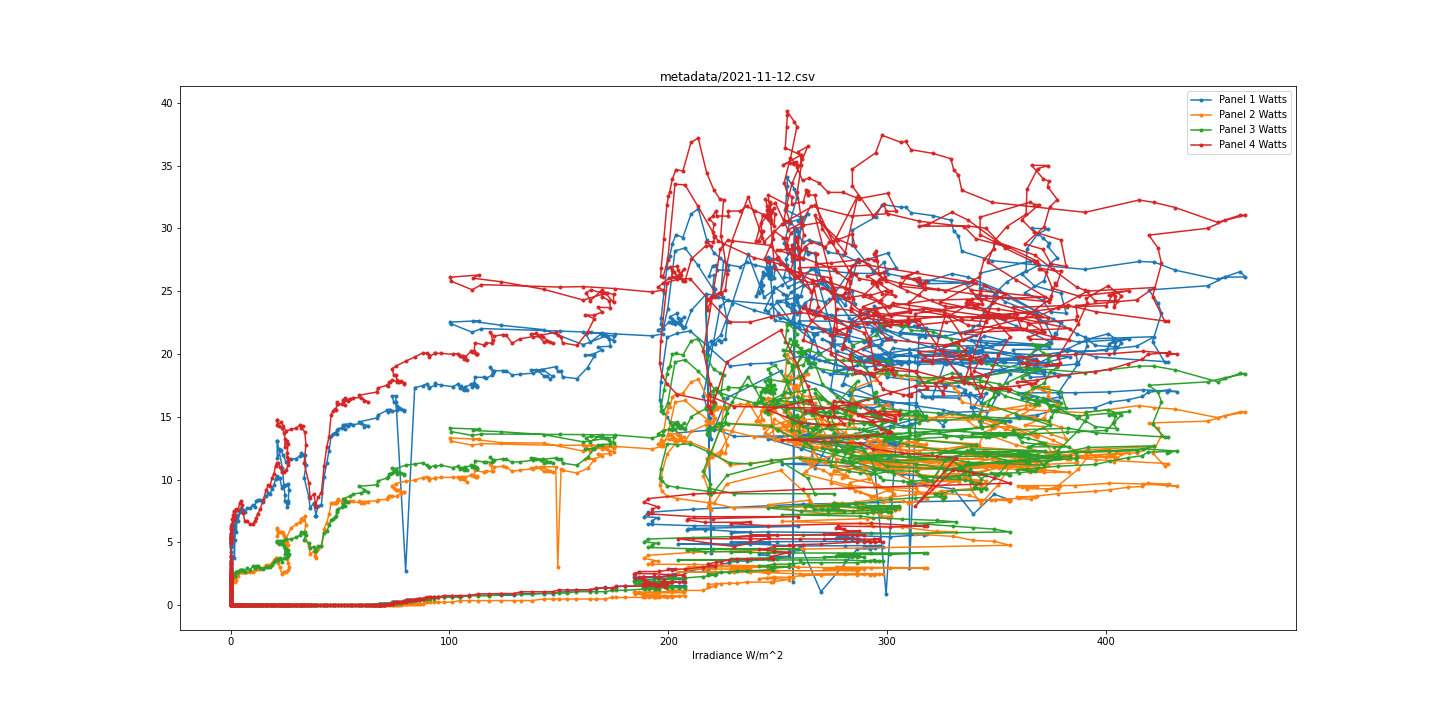 metadata/2021-11-12.csv
Panel 1 Watts
Panel 2 Watts
Panel 3 Watts
Panel 4 Watts
40
35
30
25
20
15
10
5
0
0 100 200 300 400
Irradiance W/m^2